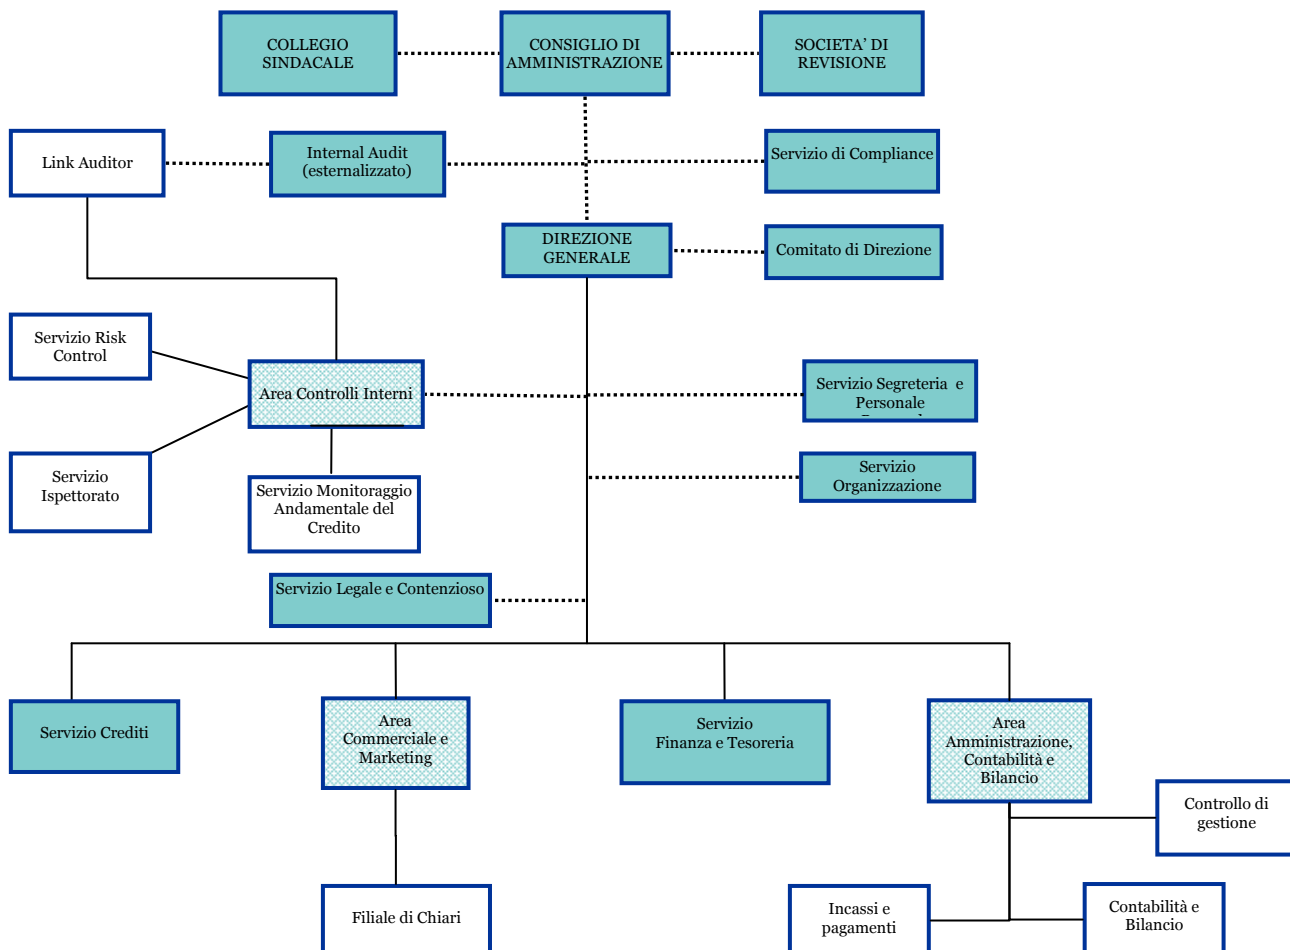 COLLEGIO
SINDACALE
CONSIGLIO DI
AMMINISTRAZIONE
SOCIETA’ DI
REVISIONE
Link Auditor
Internal Audit
(esternalizzato)
Servizio di Compliance
DIREZIONE
GENERALE
Comitato di Direzione
Servizio Risk
Control
Area Controlli Interni
Servizio Segreteria e
Personale
Servizio
Ispettorato
Servizio Monitoraggio
Andamentale del
Credito
Servizio
Organizzazione
Servizio Legale e Contenzioso
Servizio Crediti
Area
Commerciale e
Marketing
Servizio
Finanza e Tesoreria
Area
Amministrazione,
Contabilità e
Bilancio
Controllo di
gestione
Filiale di Chiari
Incassi e
pagamenti
Contabilità e
Bilancio